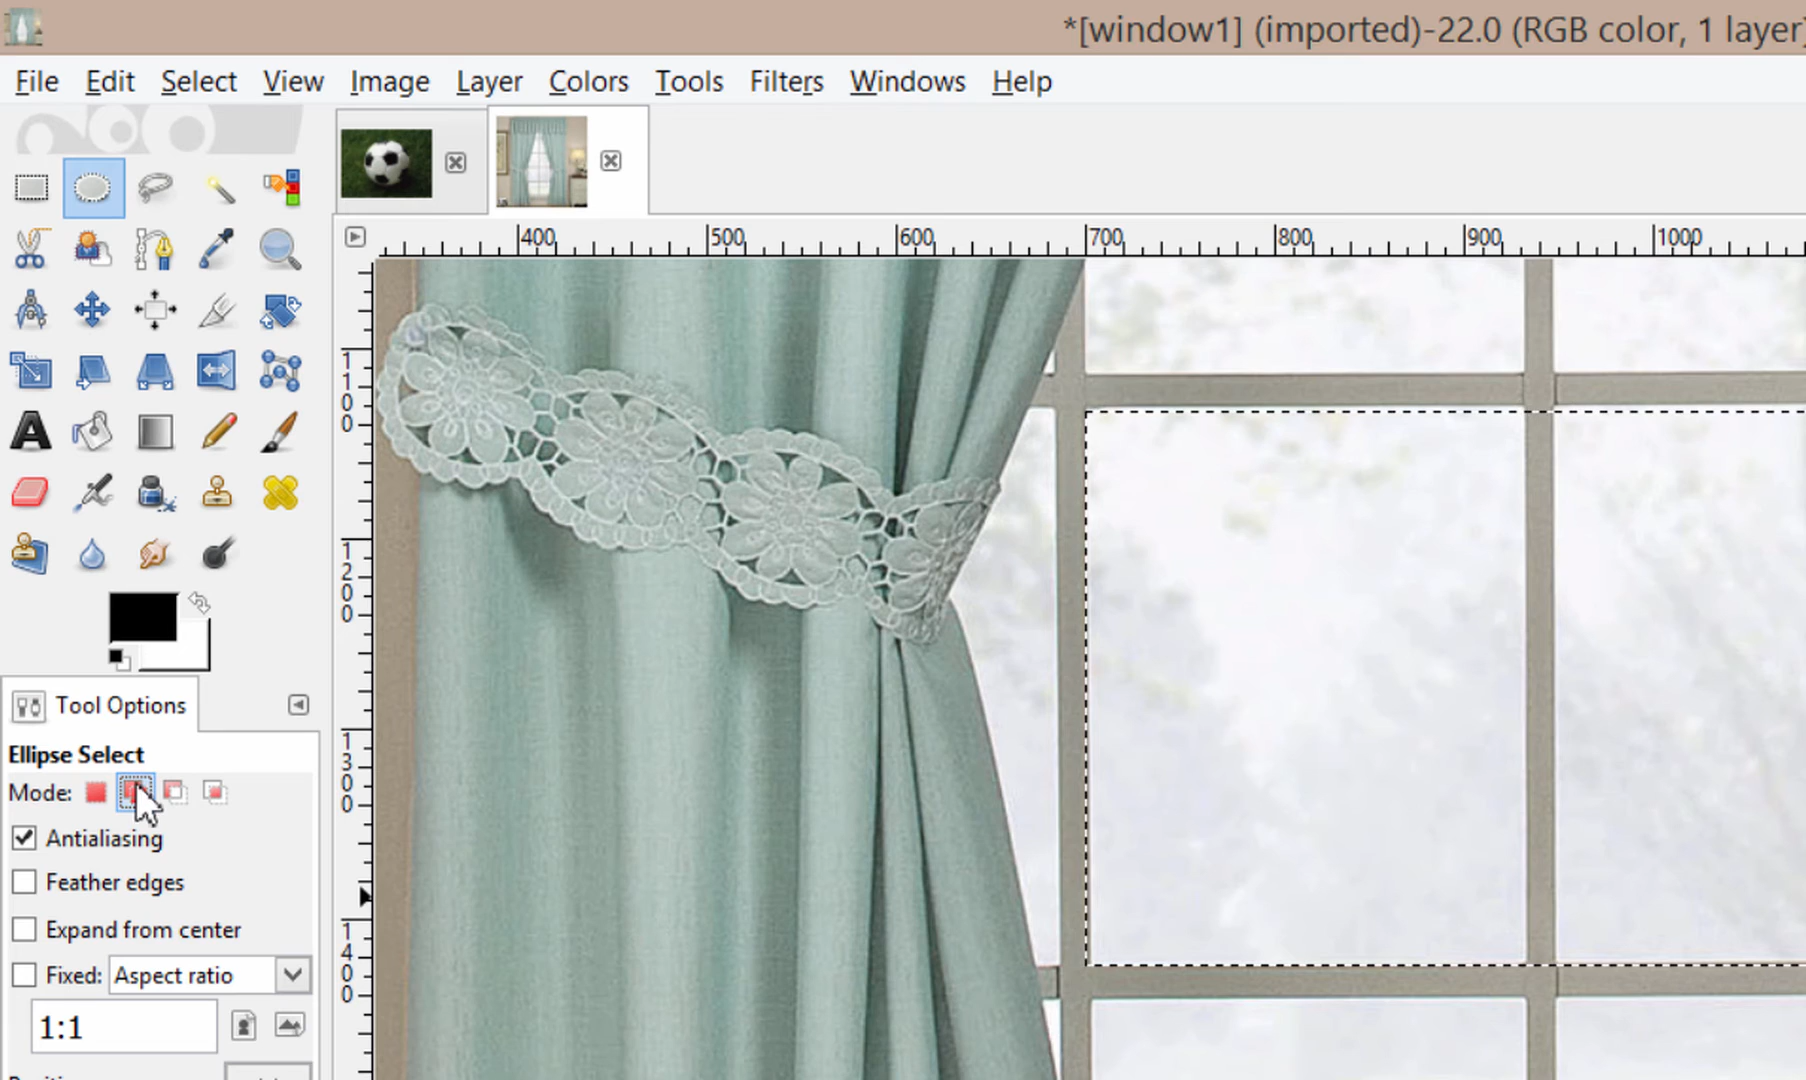 *[window1] (imported)-22.0 (RGB color, 1 layer)
File Edit Select View Image Layer Colors Tools Filters Windows Help
400 500 600 700 800 900 1000
1100
1200
1300
1400
A
Tool Options
Ellipse Select
Mode:
Antialiasing
Feather edges
Expand from center
Fixed: Aspect ratio
1:1